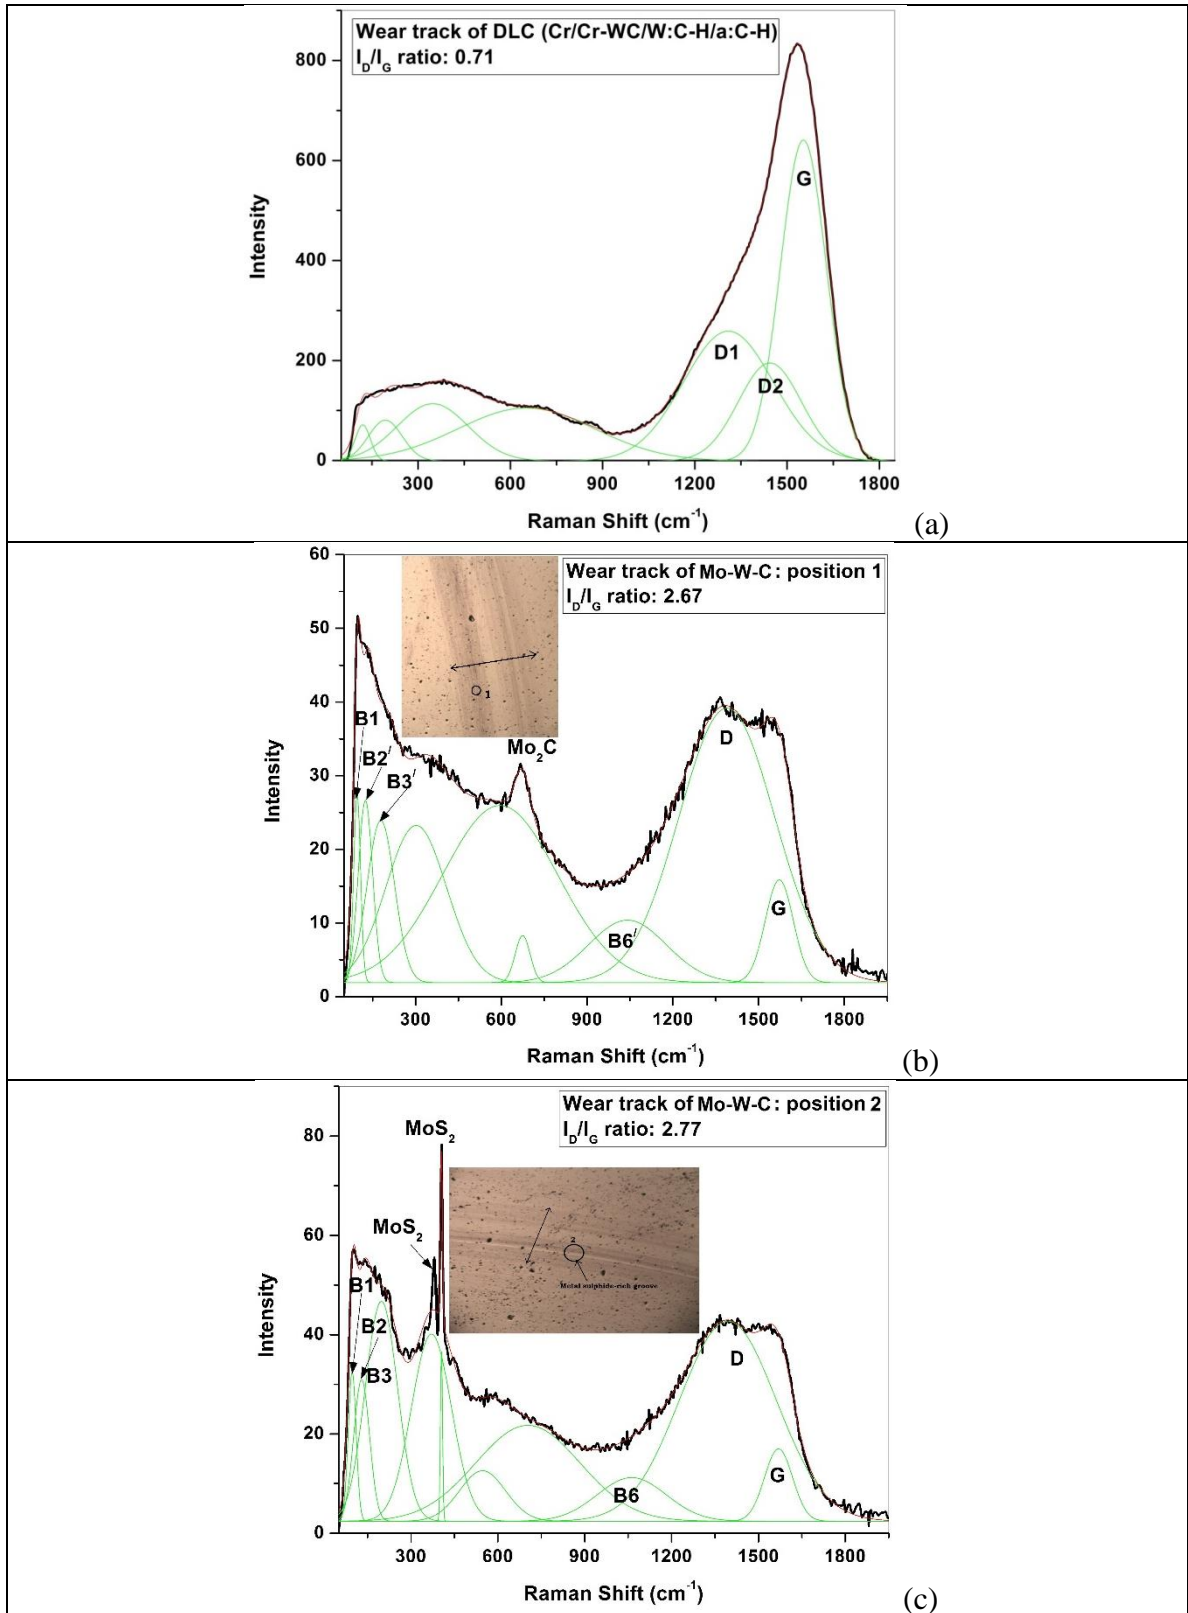 Wear track of DLC (Cr/Cr-WC/W:C-H/a:C-H)
I_D/I_G ratio: 0.71
800
600
400
200
0
Intensity
G
D1
D2
300 600 900 1200 1500 1800
Raman Shift (cm⁻¹)
(a)
60
50
40
30
20
10
0
Intensity
Wear track of Mo-W-C: position 1
I_D/I_G ratio: 2.67
1
B1′
B2′
B3′
Mo₂C
D
B6′
G
300 600 900 1200 1500 1800
Raman Shift (cm⁻¹)
(b)
80
60
40
20
0
Intensity
Wear track of Mo-W-C: position 2
I_D/I_G ratio: 2.77
MoS₂
MoS₂
2
Metal sulphide-rich groove
B1
B2
B3
D
B6
G
300 600 900 1200 1500 1800
Raman Shift (cm⁻¹)
(c)